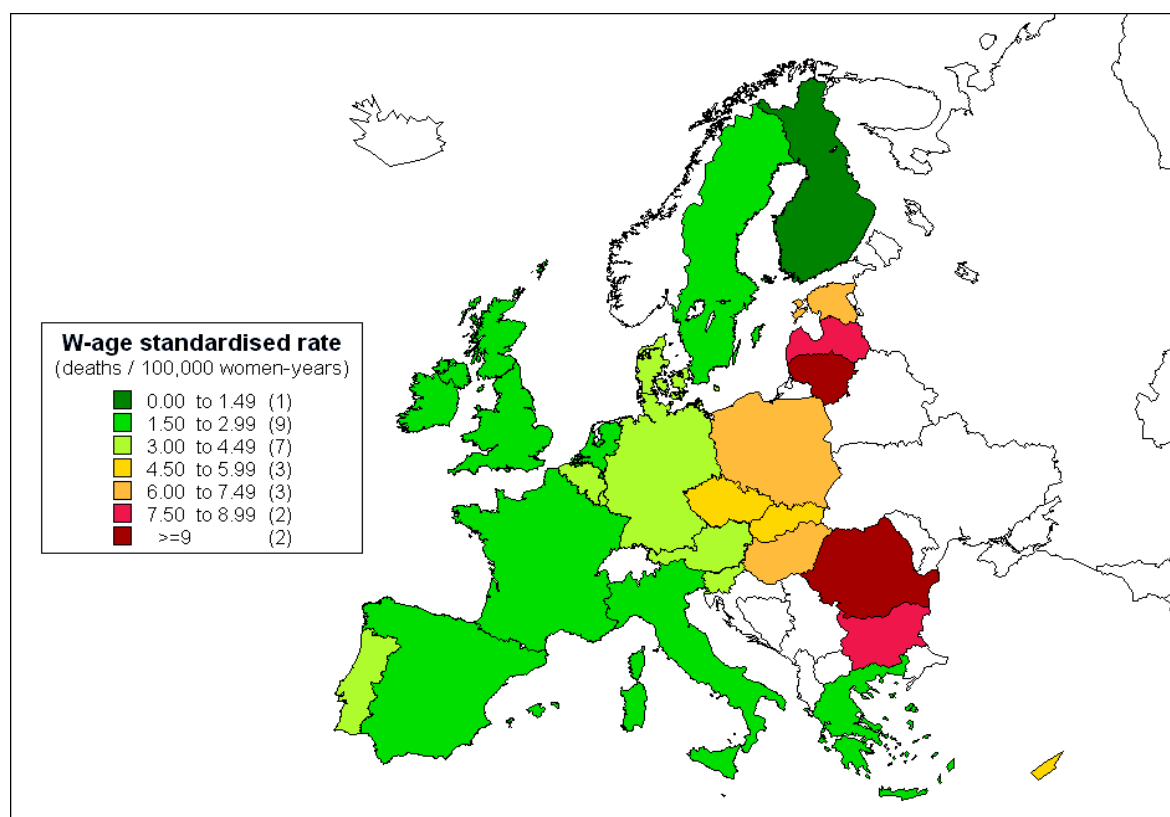 W-age standardised rate
(deaths / 100,000 women-years)
0.00 to 1.49 (1)
1.50 to 2.99 (9)
3.00 to 4.49 (7)
4.50 to 5.99 (3)
6.00 to 7.49 (3)
7.50 to 8.99 (2)
>=9 (2)